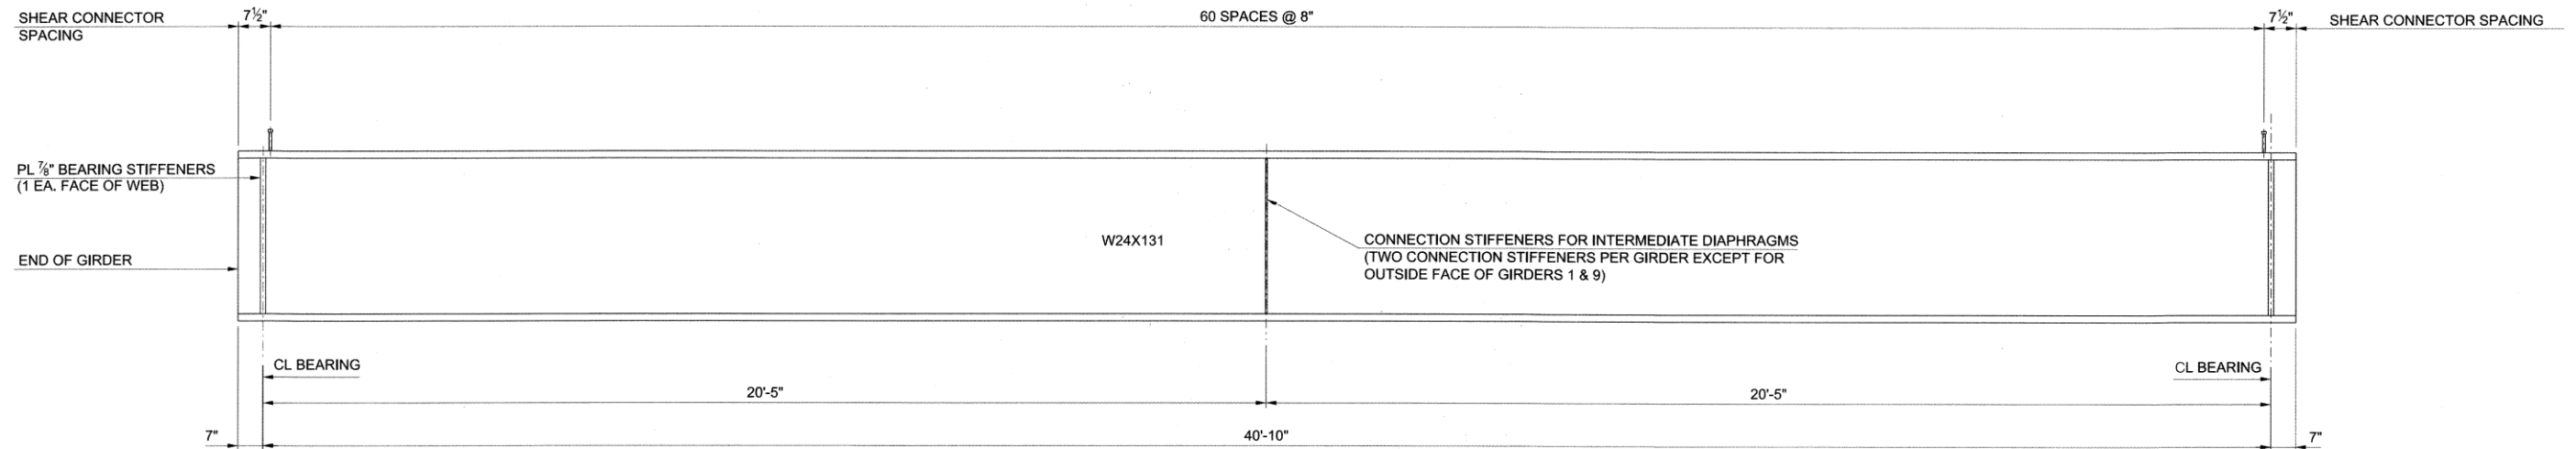 SHEAR CONNECTOR
SPACING
7½"
60 SPACES @ 8"
7½"
SHEAR CONNECTOR SPACING
PL ⅞" BEARING STIFFENERS
(1 EA. FACE OF WEB)
W24X131
CONNECTION STIFFENERS FOR INTERMEDIATE DIAPHRAGMS
(TWO CONNECTION STIFFENERS PER GIRDER EXCEPT FOR
OUTSIDE FACE OF GIRDERS 1 & 9)
END OF GIRDER
CL BEARING
CL BEARING
20'-5"
20'-5"
7"
40'-10"
7"